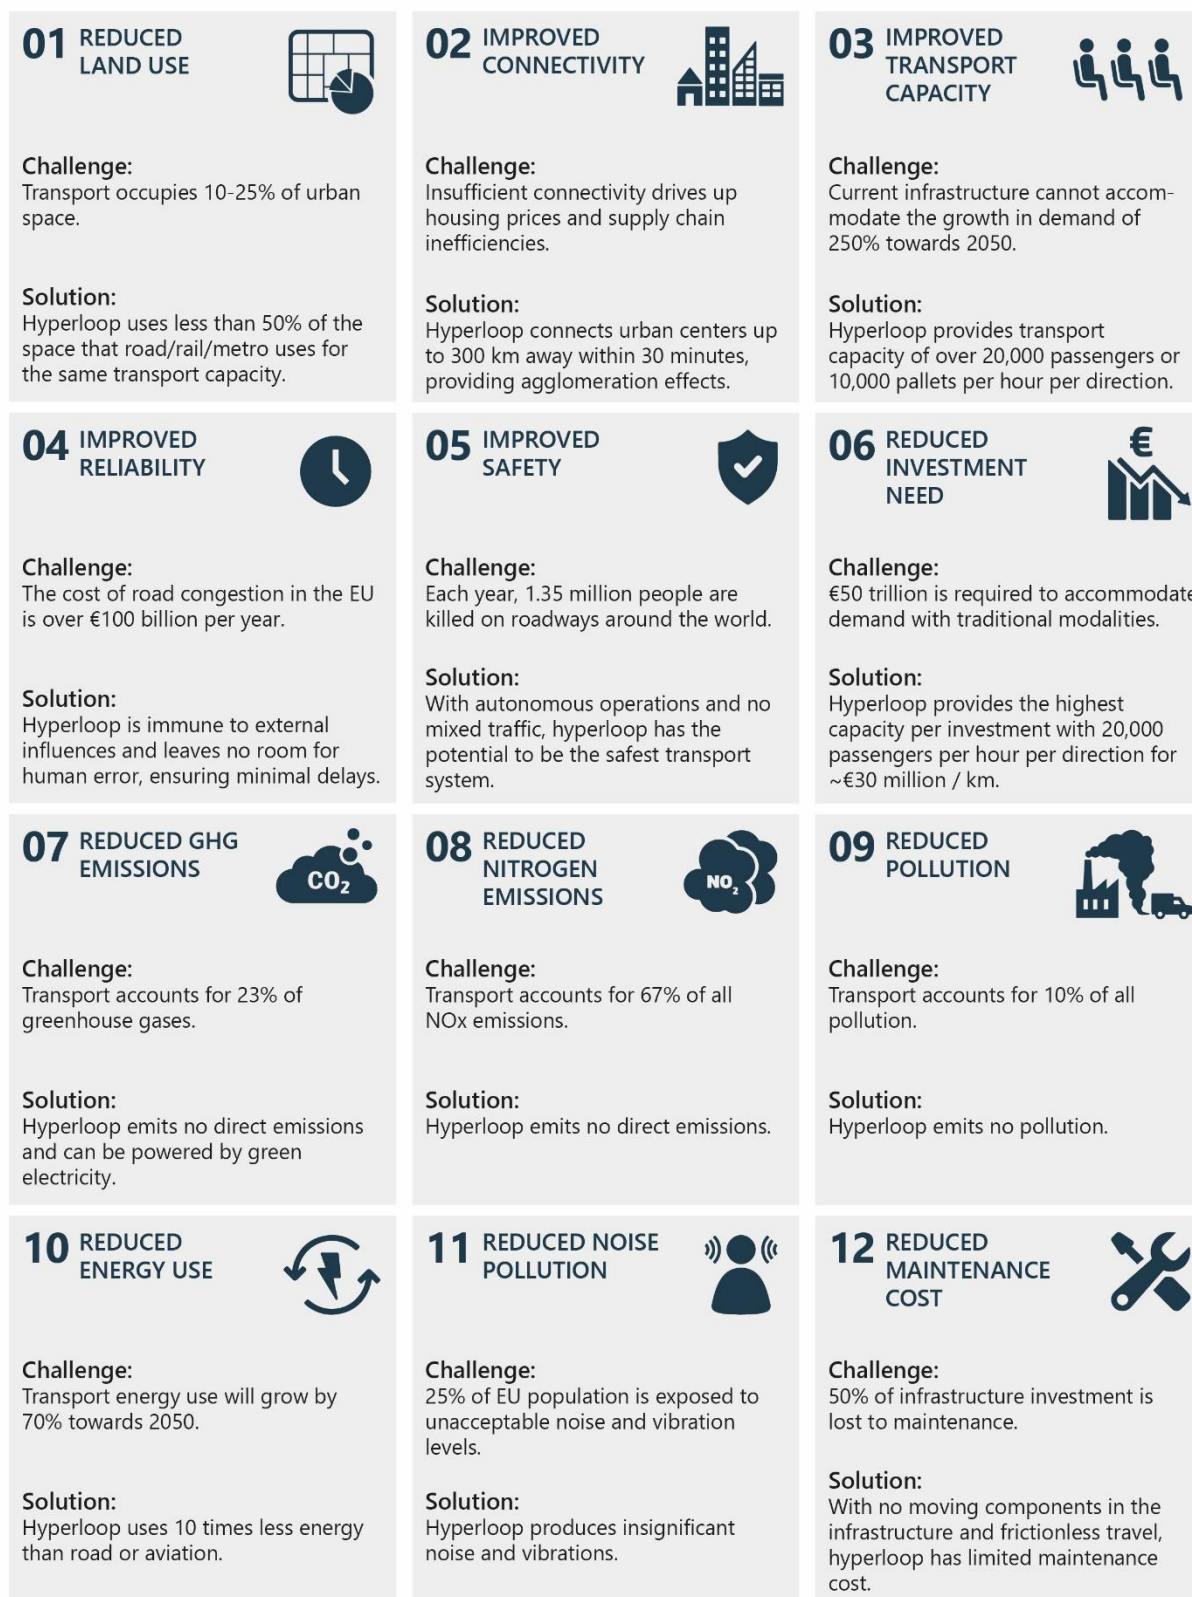 01 REDUCED
LAND USE
Challenge:
Transport occupies 10-25% of urban
space.
Solution:
Hyperloop uses less than 50% of the
space that road/rail/metro uses for
the same transport capacity.
02 IMPROVED
CONNECTIVITY
Challenge:
Insufficient connectivity drives up
housing prices and supply chain
inefficiencies.
Solution:
Hyperloop connects urban centers up
to 300 km away within 30 minutes,
providing agglomeration effects.
03 IMPROVED
TRANSPORT
CAPACITY
Challenge:
Current infrastructure cannot accom-
modate the growth in demand of
250% towards 2050.
Solution:
Hyperloop provides transport
capacity of over 20,000 passengers or
10,000 pallets per hour per direction.
04 IMPROVED
RELIABILITY
Challenge:
The cost of road congestion in the EU
is over €100 billion per year.
Solution:
Hyperloop is immune to external
influences and leaves no room for
human error, ensuring minimal delays.
05 IMPROVED
SAFETY
Challenge:
Each year, 1.35 million people are
killed on roadways around the world.
Solution:
With autonomous operations and no
mixed traffic, hyperloop has the
potential to be the safest transport
system.
06 REDUCED
INVESTMENT
NEED
€
Challenge:
€50 trillion is required to accommodate
demand with traditional modalities.
Solution:
Hyperloop provides the highest
capacity per investment with 20,000
passengers per hour per direction for
~€30 million / km.
07 REDUCED GHG
EMISSIONS
CO₂
Challenge:
Transport accounts for 23% of
greenhouse gases.
Solution:
Hyperloop emits no direct emissions
and can be powered by green
electricity.
08 REDUCED
NITROGEN
EMISSIONS
NO₂
Challenge:
Transport accounts for 67% of all
NOx emissions.
Solution:
Hyperloop emits no direct emissions.
09 REDUCED
POLLUTION
Challenge:
Transport accounts for 10% of all
pollution.
Solution:
Hyperloop emits no pollution.
10 REDUCED
ENERGY USE
Challenge:
Transport energy use will grow by
70% towards 2050.
Solution:
Hyperloop uses 10 times less energy
than road or aviation.
11 REDUCED NOISE
POLLUTION
Challenge:
25% of EU population is exposed to
unacceptable noise and vibration
levels.
Solution:
Hyperloop produces insignificant
noise and vibrations.
12 REDUCED
MAINTENANCE
COST
Challenge:
50% of infrastructure investment is
lost to maintenance.
Solution:
With no moving components in the
infrastructure and frictionless travel,
hyperloop has limited maintenance
cost.